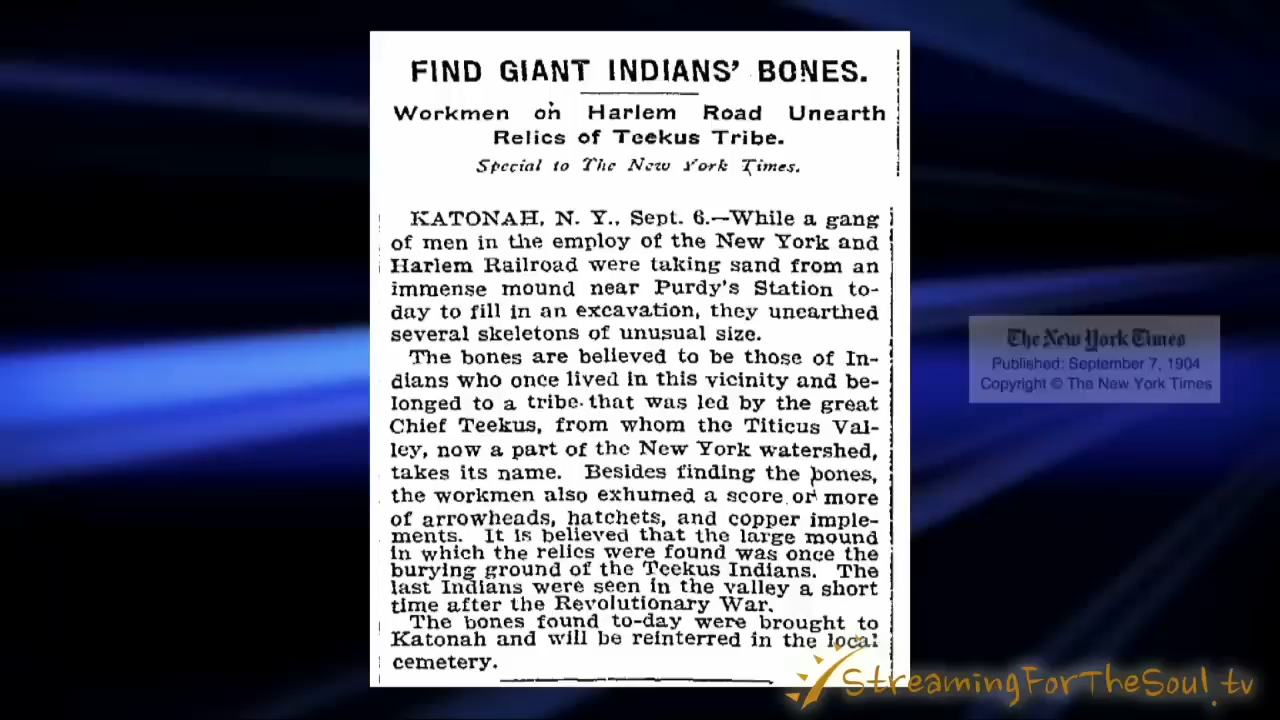 FIND GIANT INDIANS' BONES.
Workmen on Harlem Road Unearth
Relics of Teekus Tribe.
Special to The New York Times.
KATONAH, N. Y., Sept. 6.—While a gang
of men in the employ of the New York and
Harlem Railroad were taking sand from an
immense mound near Purdy's Station to-
day to fill in an excavation, they unearthed
several skeletons of unusual size.
The bones are believed to be those of In-
dians who once lived in this vicinity and be-
longed to a tribe that was led by the great
Chief Teekus, from whom the Titicus Val-
ley, now a part of the New York watershed,
takes its name. Besides finding the bones,
the workmen also exhumed a score or more
of arrowheads, hatchets, and copper imple-
ments. It is believed that the large mound
in which the relics were found was once the
burying ground of the Teekus Indians. The
last Indians were seen in the valley a short
time after the Revolutionary War.
The bones found to-day were brought to
Katonah and will be reinterred in the local
cemetery.
The New York Times
Published: September 7, 1904
Copyright © The New York Times
StreamingForTheSoul.tv